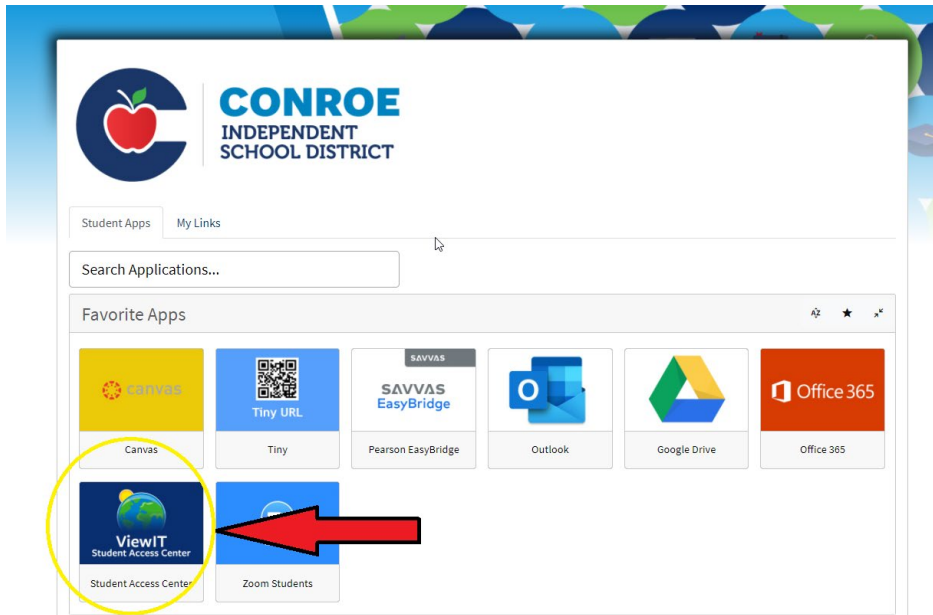 CONROE
INDEPENDENT
SCHOOL DISTRICT
Student Apps My Links
Search Applications...
Favorite Apps
canvas
Tiny URL
SAVVAS
SAVVAS
EasyBridge
Office 365
Canvas
Tiny
Pearson EasyBridge
Outlook
Google Drive
Office 365
ViewIT
Student Access Center
Student Access Center
Zoom Students